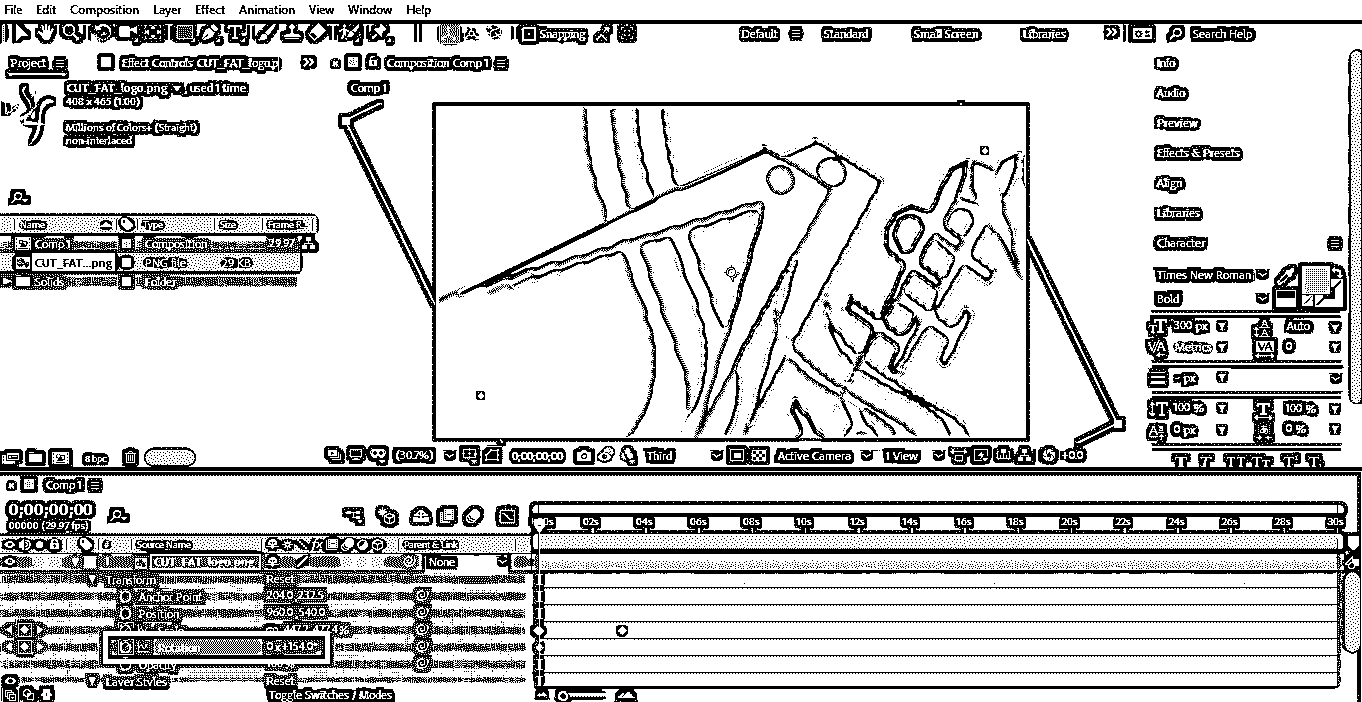 File Edit Composition Layer Effect Animation View Window Help
Snapping Default Standard Small Screen Libraries Search Help
Project Effect Controls CUT_FAT_logo.p Composition Comp 1 Info
CUT_FAT_logo.png , used 1 time Comp 1
408 x 465 (1.00) Audio
Millions of Colors+ (Straight) Preview
non-interlaced
Effects & Presets
Align
Libraries
Name Type Size Frame R...
Comp 1 Composition 29.97 Character
CUT_FAT...png PNG file 29 KB
Solids Folder Times New Roman
Bold
300 px Auto
Metrics 0
- px
100 % 100 %
0 px 0 %
8 bpc (30.7%) 0;00;00;00 Third Active Camera 1 View +0.0
Comp 1
0;00;00;00
00000 (29.97 fps) 02s 04s 06s 08s 10s 12s 14s 16s 18s 20s 22s 24s 26s 28s 30s
# Source Name Parent & Link
1 CUT_FAT_logo.png None
Transform Reset
Anchor Point 204.0, 232.5
Position 960.0, 540.0
Rotation
Opacity
Layer Styles Reset
Toggle Switches / Modes